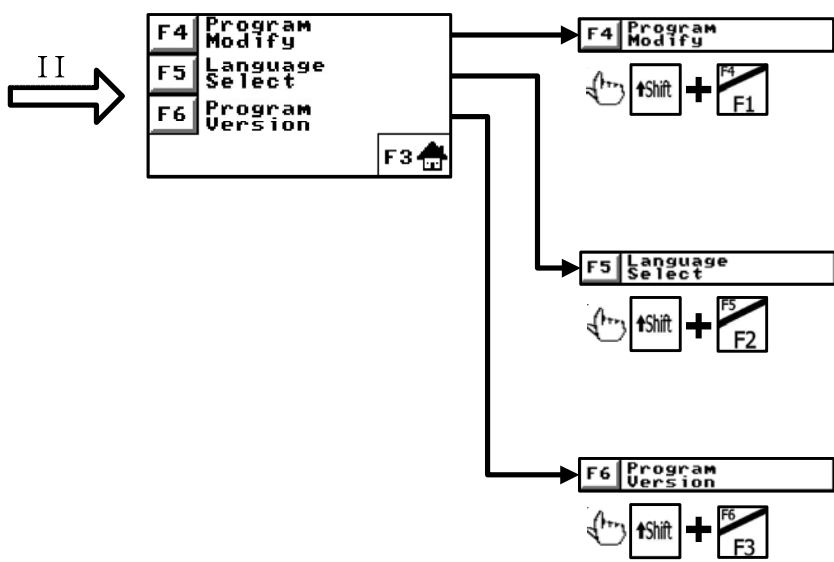 II
F4 Program
Modify
F5 Language
Select
F6 Program
Version
F3
F4 Program
Modify
Shift + F4 F1
F5 Language
Select
Shift + F5 F2
F6 Program
Version
Shift + F6 F3